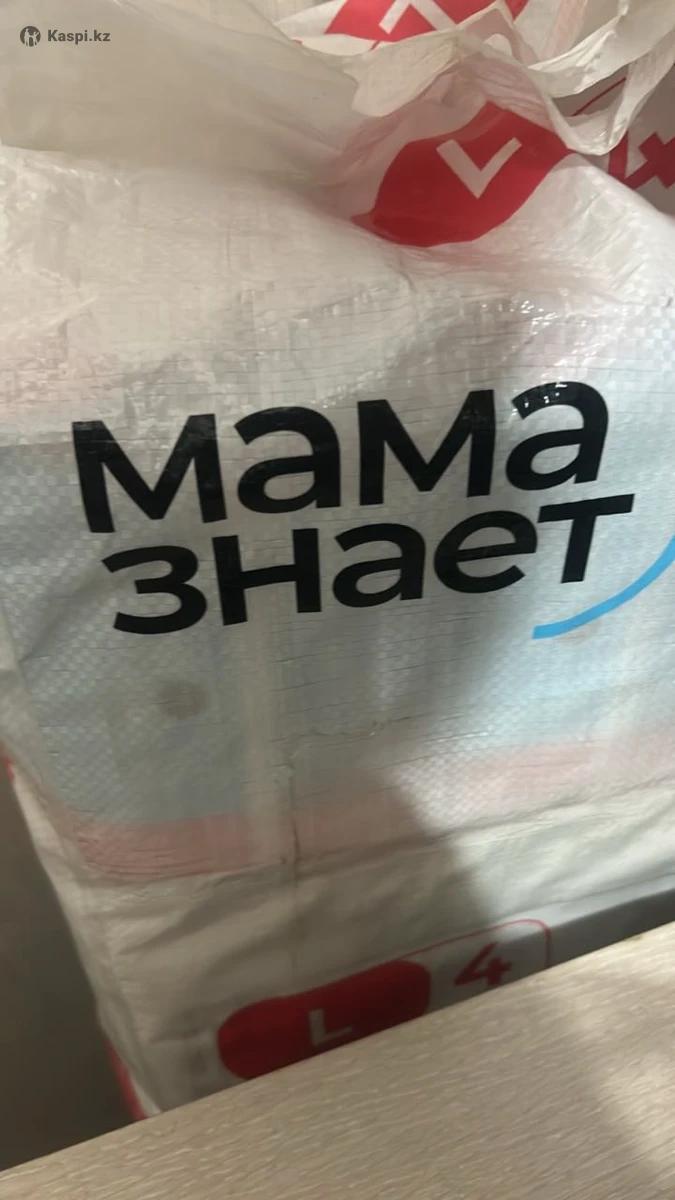 Kaspi.kz
L
мама
знает
L 4